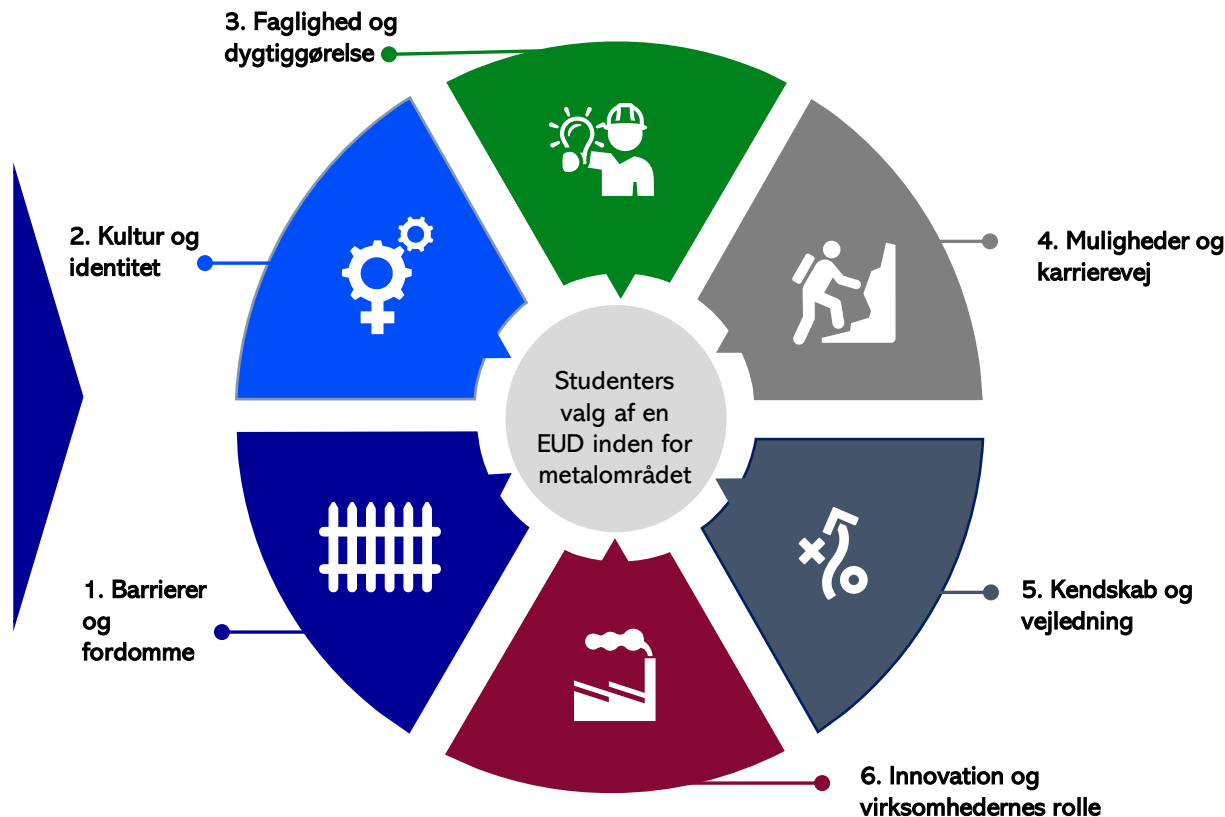 3. Faglighed og
dygtiggørelse
2. Kultur og
identitet
4. Muligheder og
karrierevej
Studenters
valg af en
EUD inden for
metalområdet
1. Barrierer
og
fordomme
5. Kendskab og
vejledning
6. Innovation og
virksomhedernes rolle